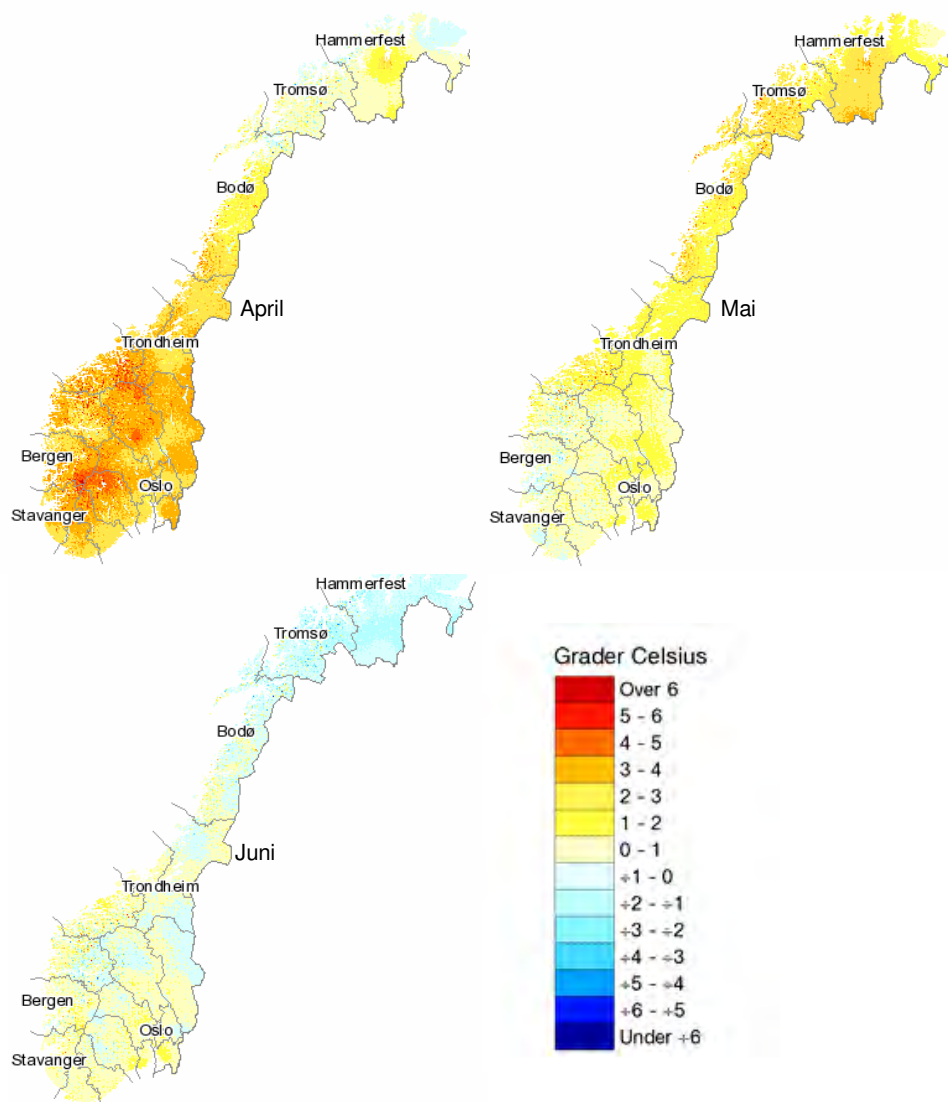 Hammerfest
Tromsø
Bodø
April
Trondheim
Bergen
Oslo
Stavanger
Hammerfest
Tromsø
Bodø
Mai
Trondheim
Bergen
Oslo
Stavanger
Hammerfest
Tromsø
Bodø
Juni
Trondheim
Bergen
Oslo
Stavanger
Grader Celsius
Over 6
5 - 6
4 - 5
3 - 4
2 - 3
1 - 2
0 - 1
÷1 - 0
÷2 - ÷1
÷3 - ÷2
÷4 - ÷3
÷5 - ÷4
÷6 - ÷5
Under ÷6